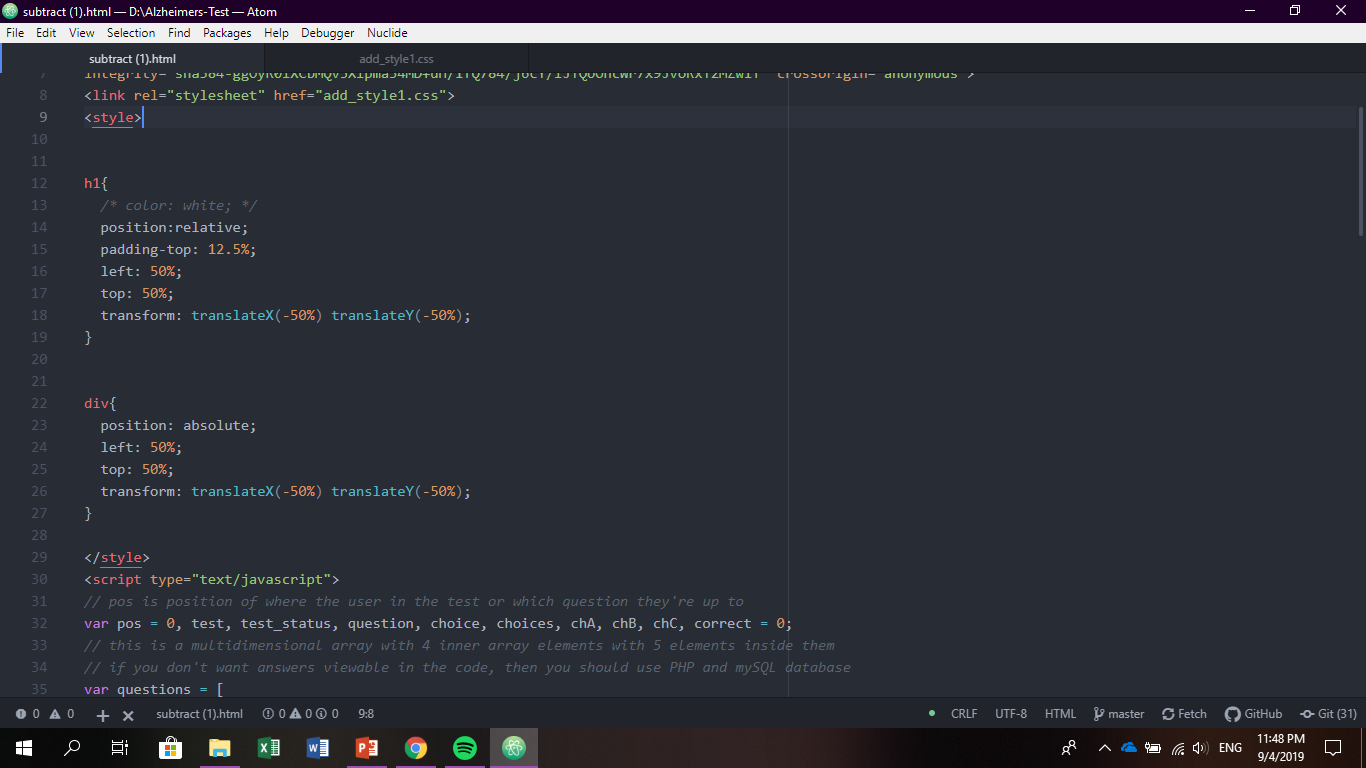 subtract (1).html — D:\Alzheimers-Test — Atom
File Edit View Selection Find Packages Help Debugger Nuclide
subtract (1).html add_style1.css
7 crossorigin="anonymous">
8 <link rel="stylesheet" href="add_style1.css">
9 <style>
10
11
12 h1{
13 /* color: white; */
14 position:relative;
15 padding-top: 12.5%;
16 left: 50%;
17 top: 50%;
18 transform: translateX(-50%) translateY(-50%);
19 }
20
21
22 div{
23 position: absolute;
24 left: 50%;
25 top: 50%;
26 transform: translateX(-50%) translateY(-50%);
27 }
28
29 </style>
30 <script type="text/javascript">
31 // pos is position of where the user in the test or which question they're up to
32 var pos = 0, test, test_status, question, choice, choices, chA, chB, chC, correct = 0;
33 // this is a multidimensional array with 4 inner array elements with 5 elements inside them
34 // if you don't want answers viewable in the code, then you should use PHP and mySQL database
35 var questions = [
0 0 subtract (1).html 0 0 0 9:8 CRLF UTF-8 HTML master Fetch GitHub Git (31)
ENG 11:48 PM
9/4/2019